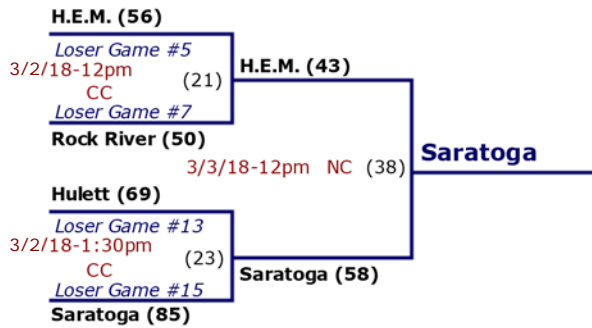 H.E.M. (56)
Loser Game #5
3/2/18-12pm
CC
(21)
Loser Game #7
Rock River (50)
H.E.M. (43)
3/3/18-12pm NC (38)
Saratoga
Hulett (69)
Loser Game #13
3/2/18-1:30pm
CC
(23)
Loser Game #15
Saratoga (85)
Saratoga (58)